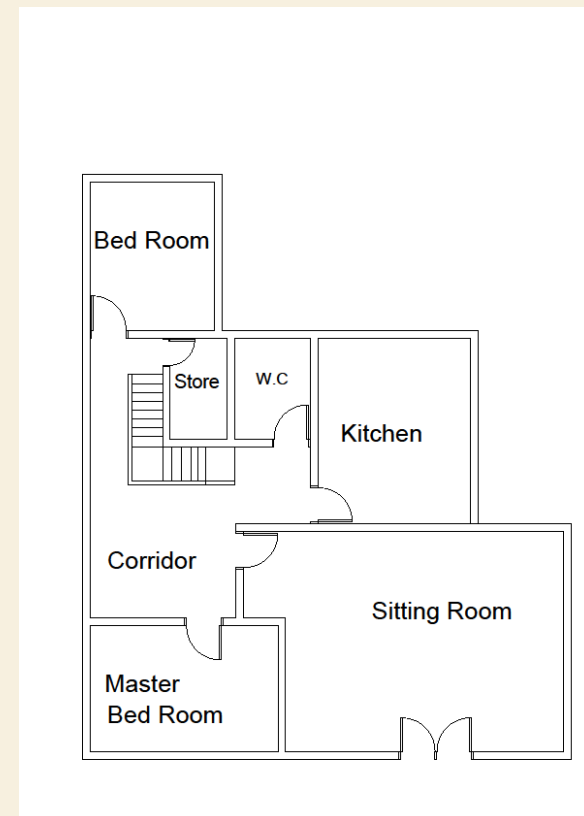 Bed Room
Store
W.C
Kitchen
Corridor
Sitting Room
Master
Bed Room